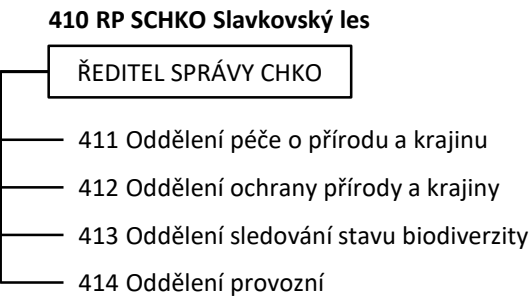 410 RP SCHKO Slavkovský les
ŘEDITEL SPRÁVY CHKO
411 Oddělení péče o přírodu a krajinu
412 Oddělení ochrany přírody a krajiny
413 Oddělení sledování stavu biodiverzity
414 Oddělení provozní